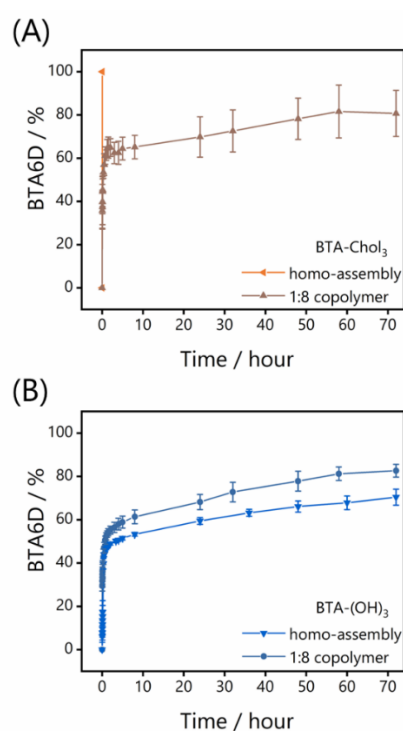 (A)
100
80
60
40
20
0
BTA6D / %
BTA-Chol₃
homo-assembly
1:8 copolymer
0 10 20 30 40 50 60 70
Time / hour
(B)
100
80
60
40
20
0
BTA6D / %
BTA-(OH)₃
homo-assembly
1:8 copolymer
0 10 20 30 40 50 60 70
Time / hour